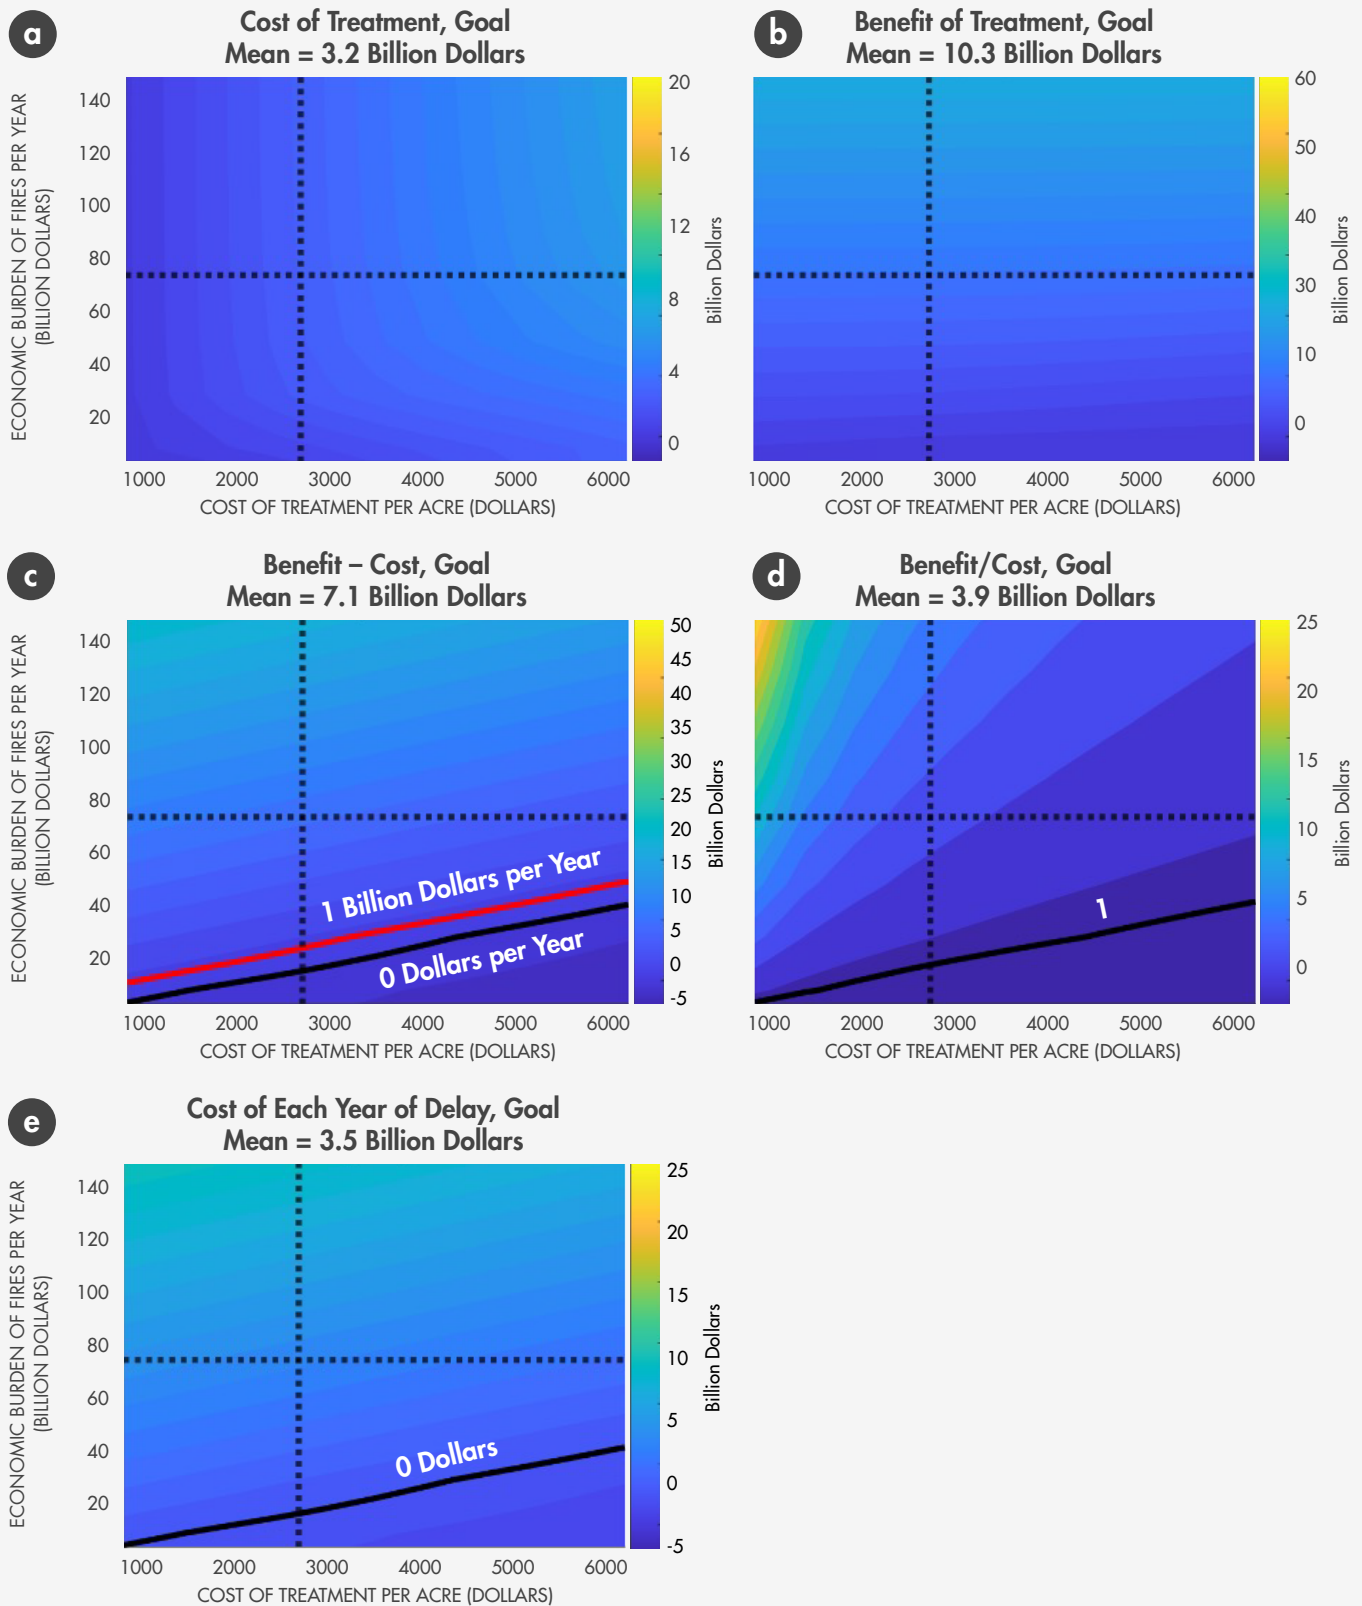 a
Cost of Treatment, Goal
Mean = 3.2 Billion Dollars
ECONOMIC BURDEN OF FIRES PER YEAR
(BILLION DOLLARS)
140
120
100
80
60
40
20
1000 2000 3000 4000 5000 6000
COST OF TREATMENT PER ACRE (DOLLARS)
20
16
12
8
4
0
Billion Dollars
b
Benefit of Treatment, Goal
Mean = 10.3 Billion Dollars
1000 2000 3000 4000 5000 6000
COST OF TREATMENT PER ACRE (DOLLARS)
60
50
40
30
10
0
Billion Dollars
c
Benefit – Cost, Goal
Mean = 7.1 Billion Dollars
ECONOMIC BURDEN OF FIRES PER YEAR
(BILLION DOLLARS)
140
120
100
80
60
40
20
1 Billion Dollars per Year
0 Dollars per Year
1000 2000 3000 4000 5000 6000
COST OF TREATMENT PER ACRE (DOLLARS)
50
45
40
35
30
25
20
15
10
5
0
-5
Billion Dollars
d
Benefit/Cost, Goal
Mean = 3.9 Billion Dollars
1
1000 2000 3000 4000 5000 6000
COST OF TREATMENT PER ACRE (DOLLARS)
25
20
15
10
5
0
Billion Dollars
e
Cost of Each Year of Delay, Goal
Mean = 3.5 Billion Dollars
ECONOMIC BURDEN OF FIRES PER YEAR
(BILLION DOLLARS)
140
120
100
80
60
40
20
0 Dollars
1000 2000 3000 4000 5000 6000
COST OF TREATMENT PER ACRE (DOLLARS)
25
20
15
10
5
0
-5
Billion Dollars